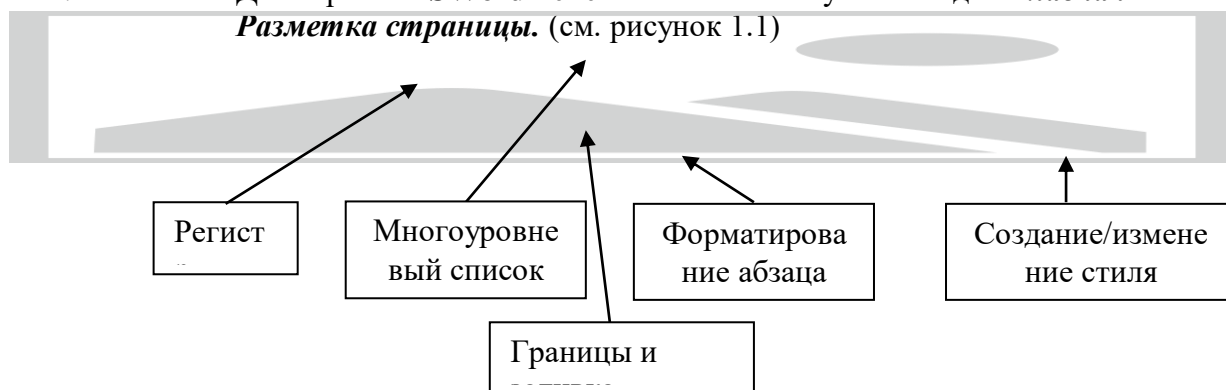 Разметка страницы. (см. рисунок 1.1)
Регист
Многоуровне
вый список
Форматирова
ние абзаца
Создание/измене
ние стиля
Границы и